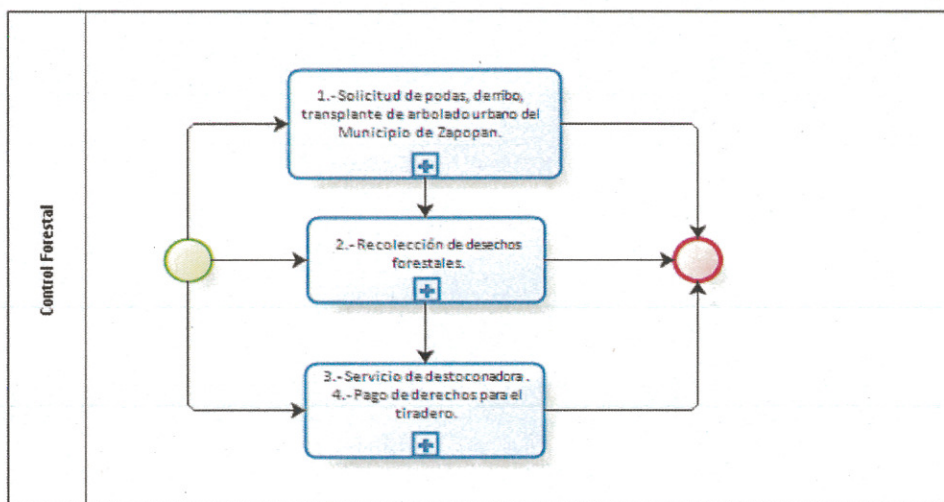 Control Forestal
1.- Solicitud de podas, derribo,
transplante de arbolado urbano del
Municipio de Zapopan.
2.- Recolección de desechos
forestales.
3.- Servicio de destoconadora.
4.- Pago de derechos para el
tiradero.